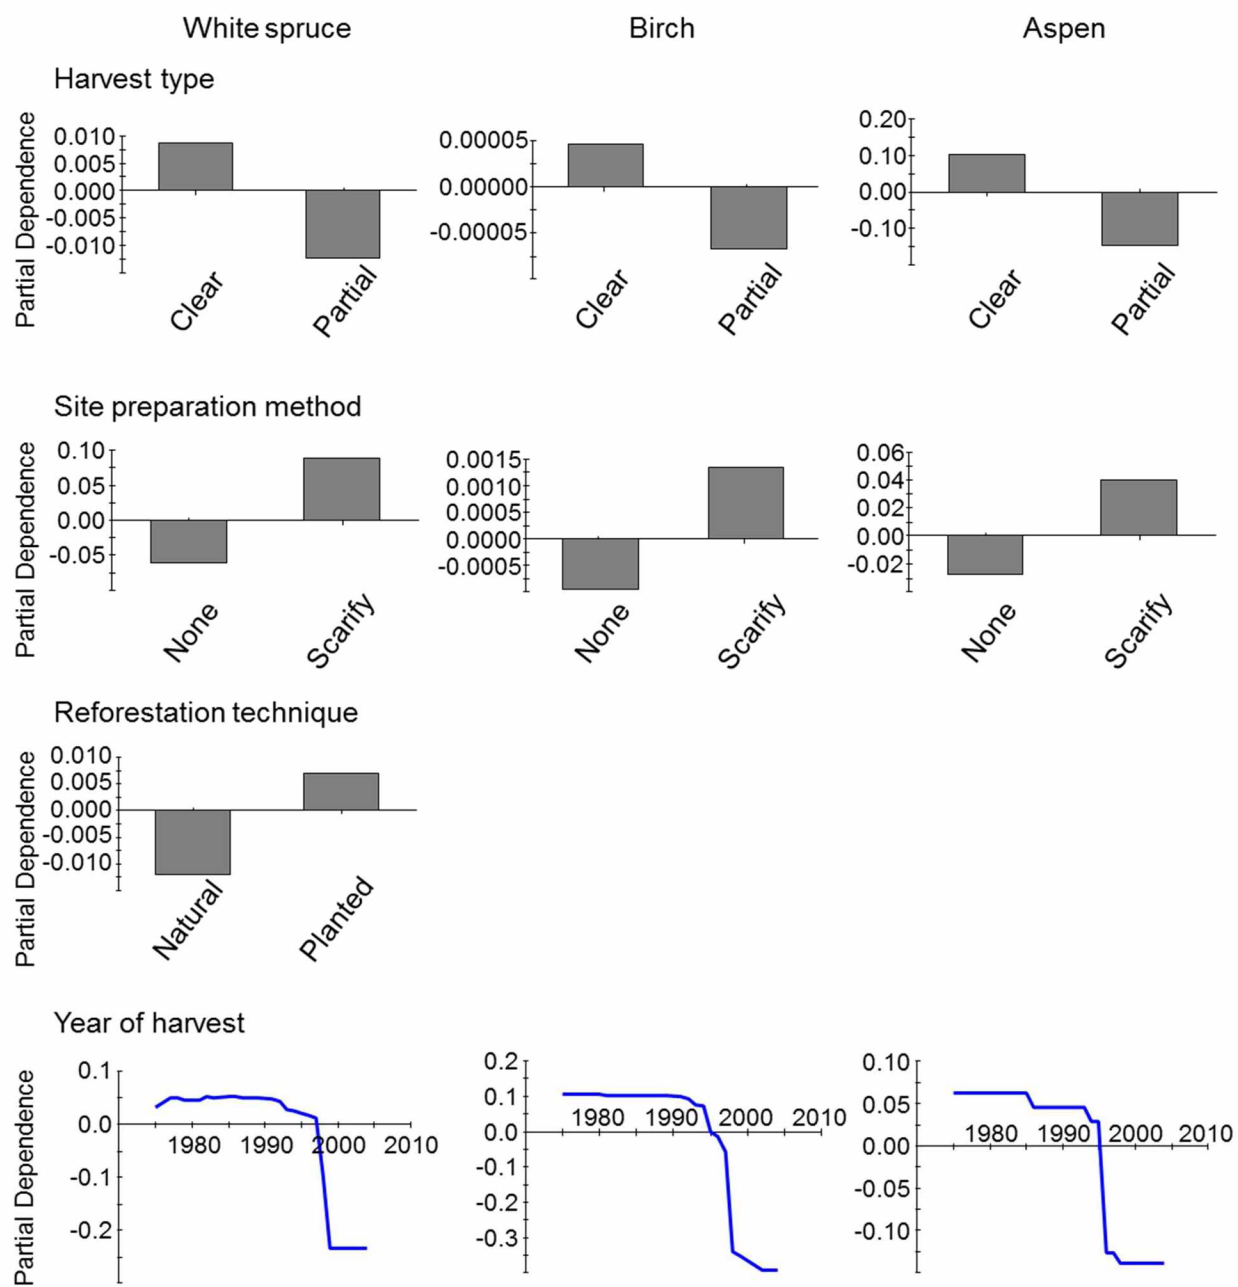 White spruce Birch Aspen
Harvest type
Partial Dependence
0.010
0.005
0.000
-0.005
-0.010
Clear
Partial
0.00005
0.00000
-0.00005
Clear
Partial
0.20
0.10
0.00
-0.10
Clear
Partial
Site preparation method
Partial Dependence
0.10
0.05
0.00
-0.05
None
Scarify
0.0015
0.0010
0.0005
0.0000
-0.0005
None
Scarify
0.06
0.04
0.02
0.00
-0.02
None
Scarify
Reforestation technique
Partial Dependence
0.010
0.005
0.000
-0.005
-0.010
Natural
Planted
Year of harvest
Partial Dependence
0.1
0.0
-0.1
-0.2
1980 1990 2000 2010
0.2
0.1
0.0
-0.1
-0.2
-0.3
1980 1990 2000 2010
0.10
0.05
0.00
-0.05
-0.10
1980 1990 2000 2010